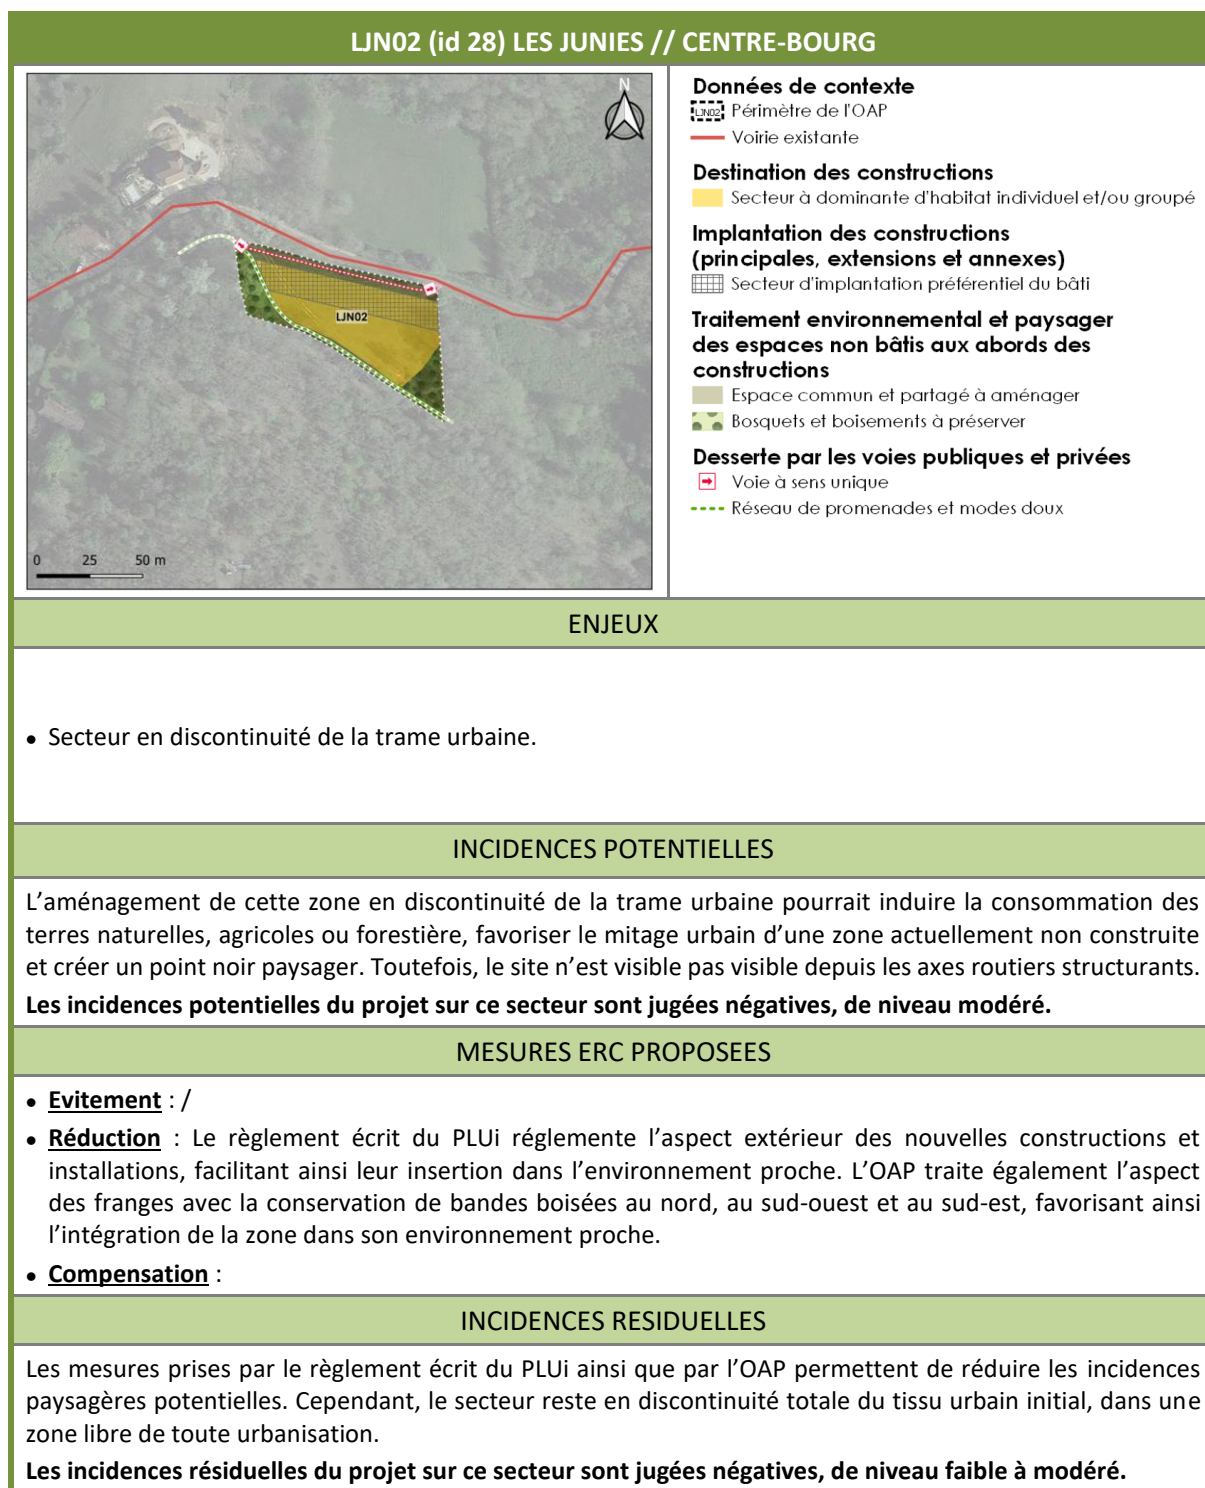 LJN02 (id 28) LES JUNIES // CENTRE-BOURG
N
LJN02
0 25 50 m
Données de contexte
LJN02 Périmètre de l'OAP
Voirie existante
Destination des constructions
Secteur à dominante d'habitat individuel et/ou groupé
Implantation des constructions
(principales, extensions et annexes)
Secteur d'implantation préférentiel du bâti
Traitement environnemental et paysager
des espaces non bâtis aux abords des
constructions
Espace commun et partagé à aménager
Bosquets et boisements à préserver
Desserte par les voies publiques et privées
Voie à sens unique
Réseau de promenades et modes doux
ENJEUX
• Secteur en discontinuité de la trame urbaine.
INCIDENCES POTENTIELLES
L’aménagement de cette zone en discontinuité de la trame urbaine pourrait induire la consommation des
terres naturelles, agricoles ou forestière, favoriser le mitage urbain d’une zone actuellement non construite
et créer un point noir paysager. Toutefois, le site n’est visible pas visible depuis les axes routiers structurants.
Les incidences potentielles du projet sur ce secteur sont jugées négatives, de niveau modéré.
MESURES ERC PROPOSEES
• Evitement : /
• Réduction : Le règlement écrit du PLUi réglemente l’aspect extérieur des nouvelles constructions et
installations, facilitant ainsi leur insertion dans l’environnement proche. L’OAP traite également l’aspect
des franges avec la conservation de bandes boisées au nord, au sud-ouest et au sud-est, favorisant ainsi
l’intégration de la zone dans son environnement proche.
• Compensation :
INCIDENCES RESIDUELLES
Les mesures prises par le règlement écrit du PLUi ainsi que par l’OAP permettent de réduire les incidences
paysagères potentielles. Cependant, le secteur reste en discontinuité totale du tissu urbain initial, dans une
zone libre de toute urbanisation.
Les incidences résiduelles du projet sur ce secteur sont jugées négatives, de niveau faible à modéré.